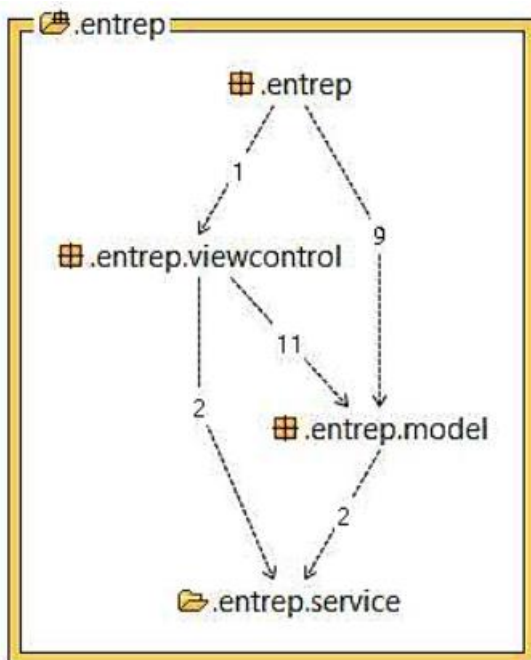 .entrep
.entrep
1
9
.entrep.viewcontrol
11
2
.entrep.model
2
.entrep.service